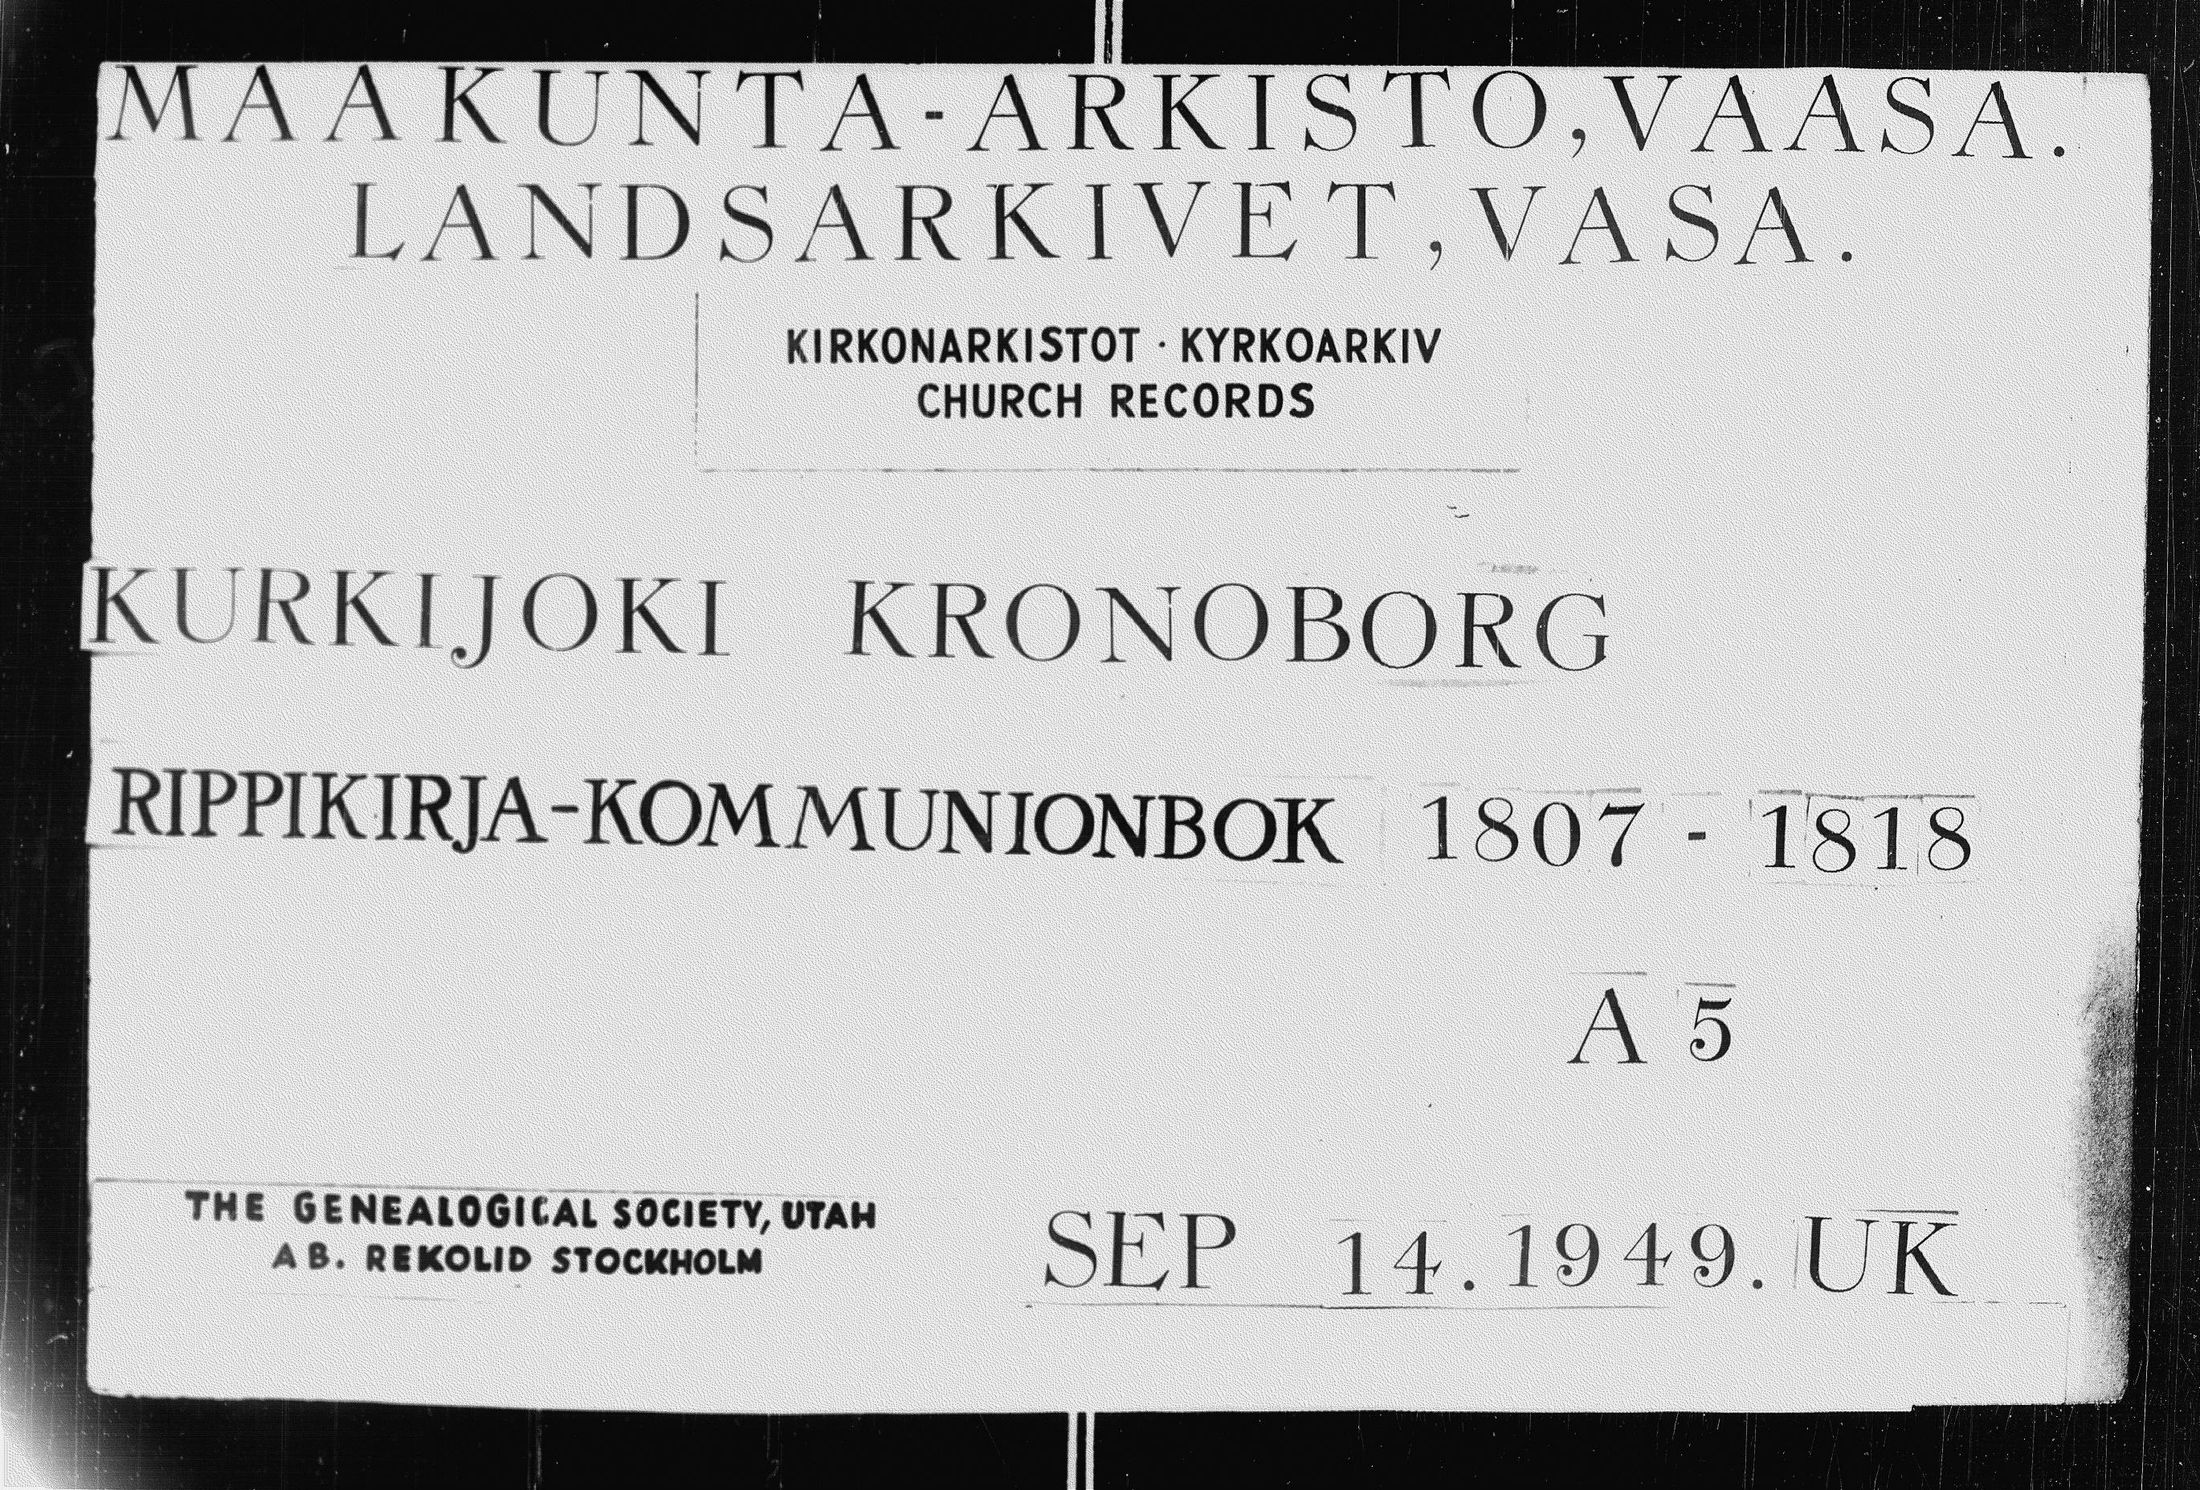 MAAKUNTA-ARKISTO,VAASA.
LANDSARKIVET,VASA.
KIRKONARKISTOT · KYRKOARKIV
CHURCH RECORDS
KURKIJOKI KRONOBORG
RIPPIKIRJA-KOMMUNIONBOK 1807 - 1818
A 5
THE GENEALOGICAL SOCIETY, UTAH
AB. REKOLID STOCKHOLM
SEP 14.1949. UK